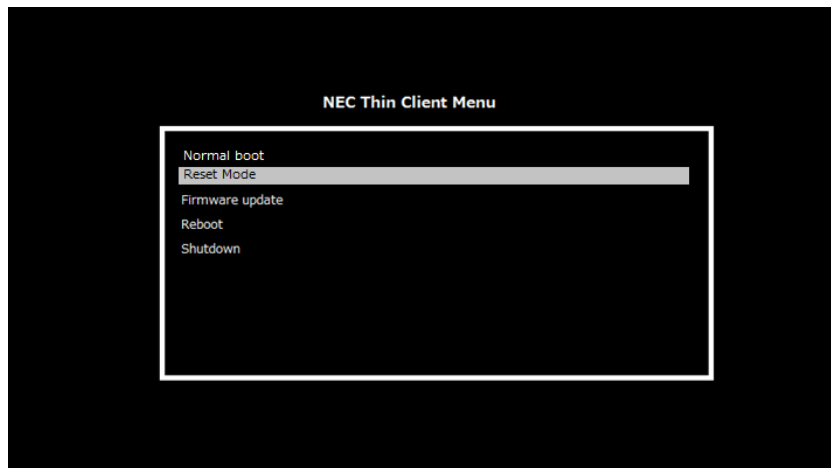 NEC Thin Client Menu
Normal boot
Reset Mode
Firmware update
Reboot
Shutdown